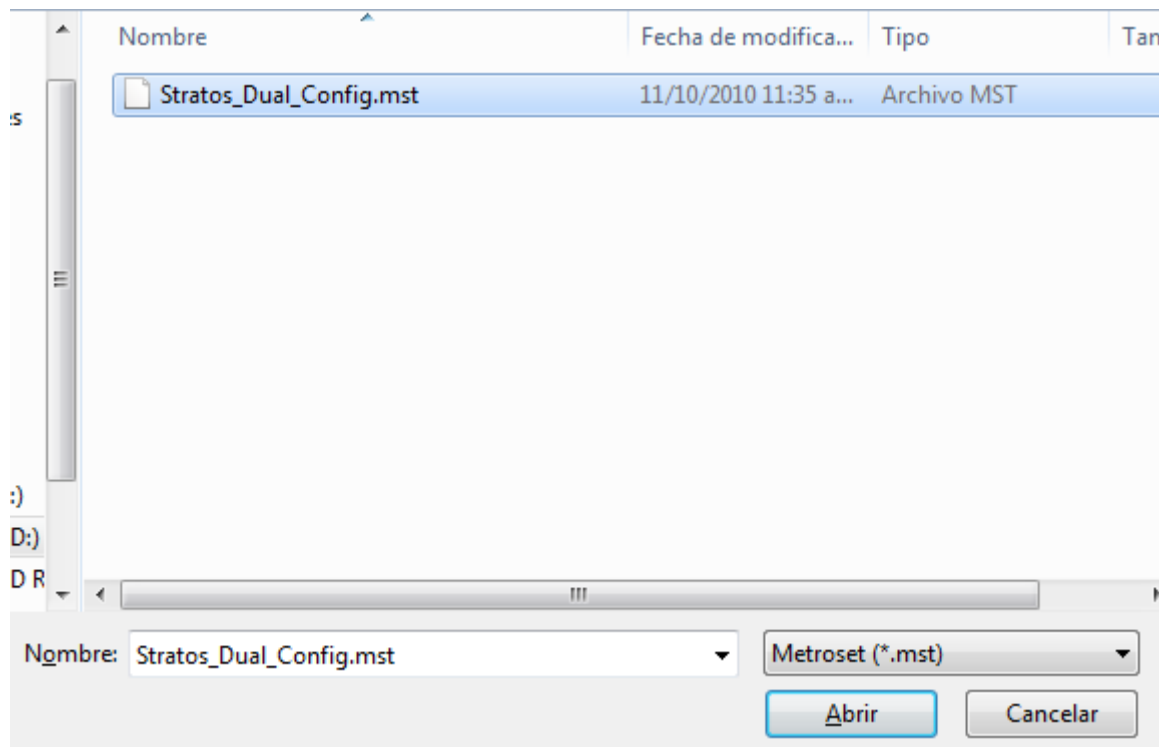 Nombre Fecha de modifica... Tipo Tan
Stratos_Dual_Config.mst 11/10/2010 11:35 a... Archivo MST
:s
:)
D:)
D R
Nombre: Stratos_Dual_Config.mst Metroset (*.mst)
Abrir Cancelar